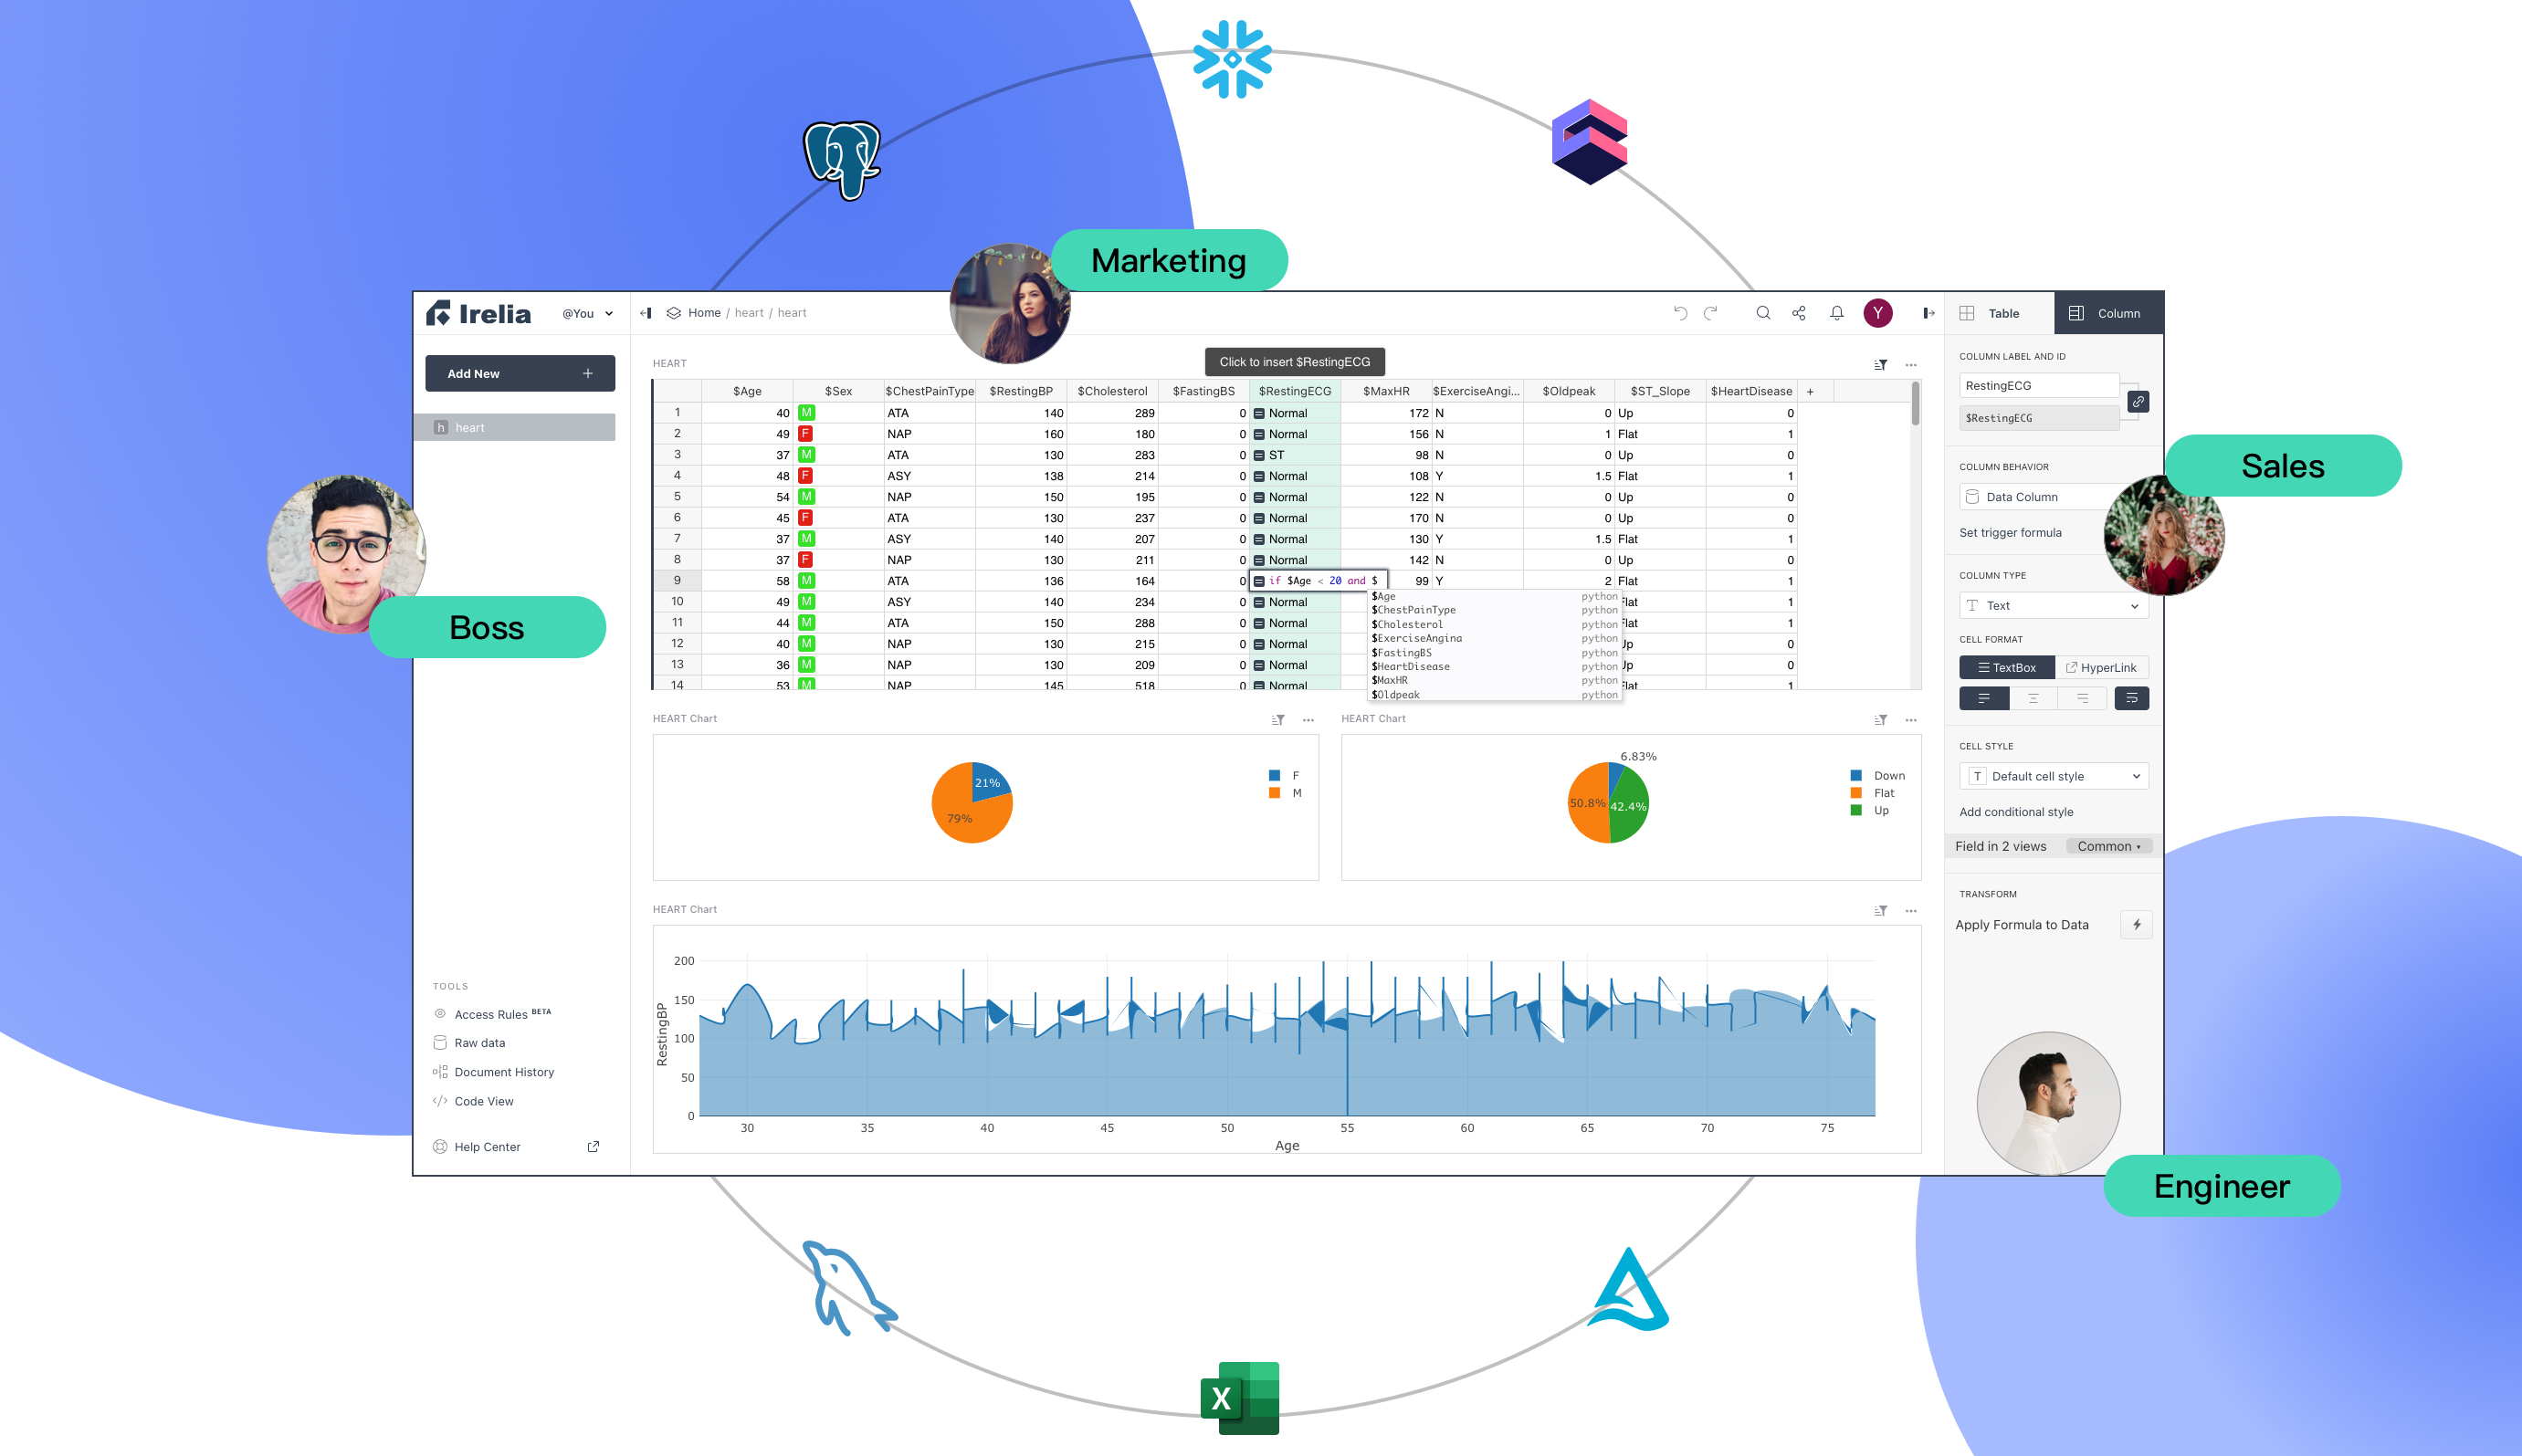 Marketing
Irelia
@You
Home / heart / heart
Y
Table
Column
Add New +
h heart
HEART
Click to insert $RestingECG
$Age $Sex $ChestPainType $RestingBP $Cholesterol $FastingBS $RestingECG $MaxHR $ExerciseAngi... $Oldpeak $ST_Slope $HeartDisease +
1 40 M ATA 140 289 0 Normal 172 N 0 Up 0
2 49 F NAP 160 180 0 Normal 156 N 1 Flat 1
3 37 M ATA 130 283 0 ST 98 N 0 Up 0
4 48 F ASY 138 214 0 Normal 108 Y 1.5 Flat 1
5 54 M NAP 150 195 0 Normal 122 N 0 Up 0
6 45 F ATA 130 237 0 Normal 170 N 0 Up 0
7 37 M ASY 140 207 0 Normal 130 Y 1.5 Flat 1
8 37 F NAP 130 211 0 Normal 142 N 0 Up 0
9 58 M ATA 136 164 0 if $Age < 20 and $ 99 Y 2 Flat 1
10 49 M ASY 140 234 0 Normal Flat 1
11 44 M ATA 150 288 0 Normal Flat 1
12 40 M NAP 130 215 0 Normal Up 0
13 36 M NAP 130 209 0 Normal Up 0
14 53 M NAP 145 518 0 Normal Flat 1
$Age python
$ChestPainType python
$Cholesterol python
$ExerciseAngina python
$FastingBS python
$HeartDisease python
$MaxHR python
$Oldpeak python
COLUMN LABEL AND ID
RestingECG
$RestingECG
COLUMN BEHAVIOR
Data Column
Set trigger formula
COLUMN TYPE
Text
CELL FORMAT
TextBox HyperLink
CELL STYLE
T Default cell style
Add conditional style
Field in 2 views Common
TRANSFORM
Apply Formula to Data
Sales
Boss
HEART Chart
21%
79%
F
M
HEART Chart
6.83%
50.8%
42.4%
Down
Flat
Up
HEART Chart
200
150
100
50
0
RestingBP
30 35 40 45 50 55 60 65 70 75
Age
TOOLS
Access Rules BETA
Raw data
Document History
</> Code View
Help Center
Engineer
X